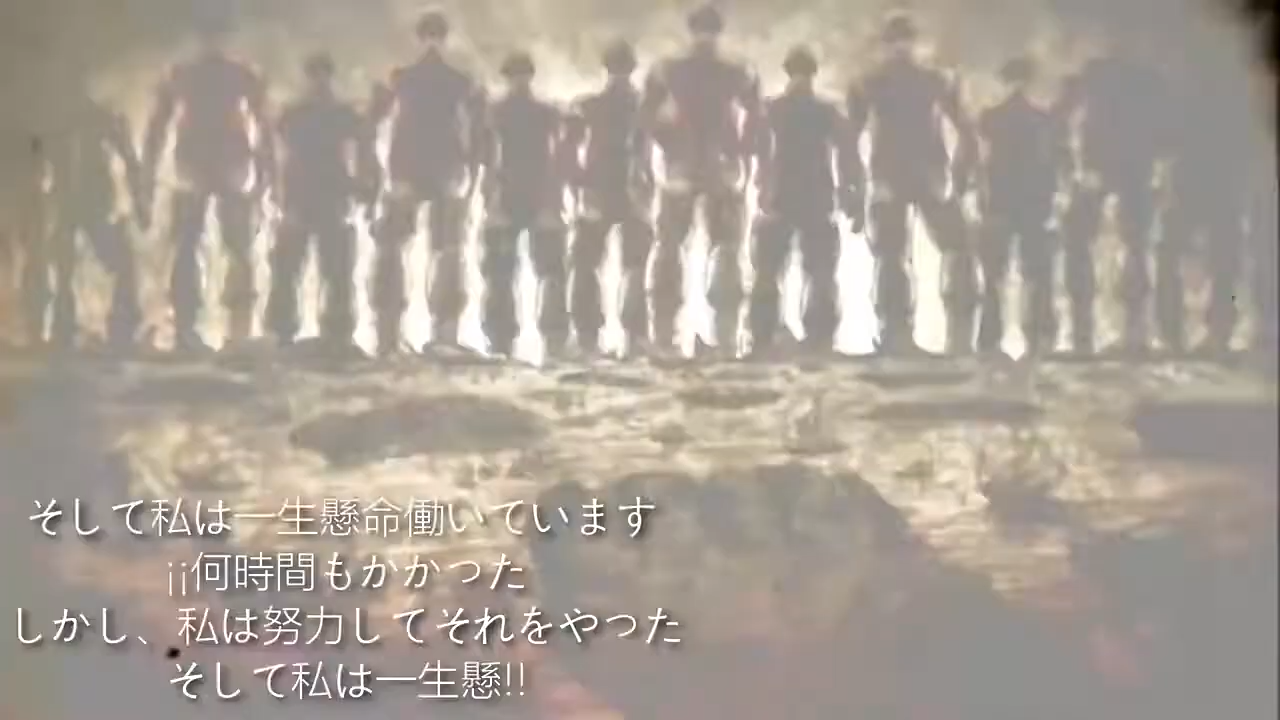 そして私は一生懸命働いています
¡¡何時間もかかった
しかし、私は努力してそれをやった
そして私は一生懸!!